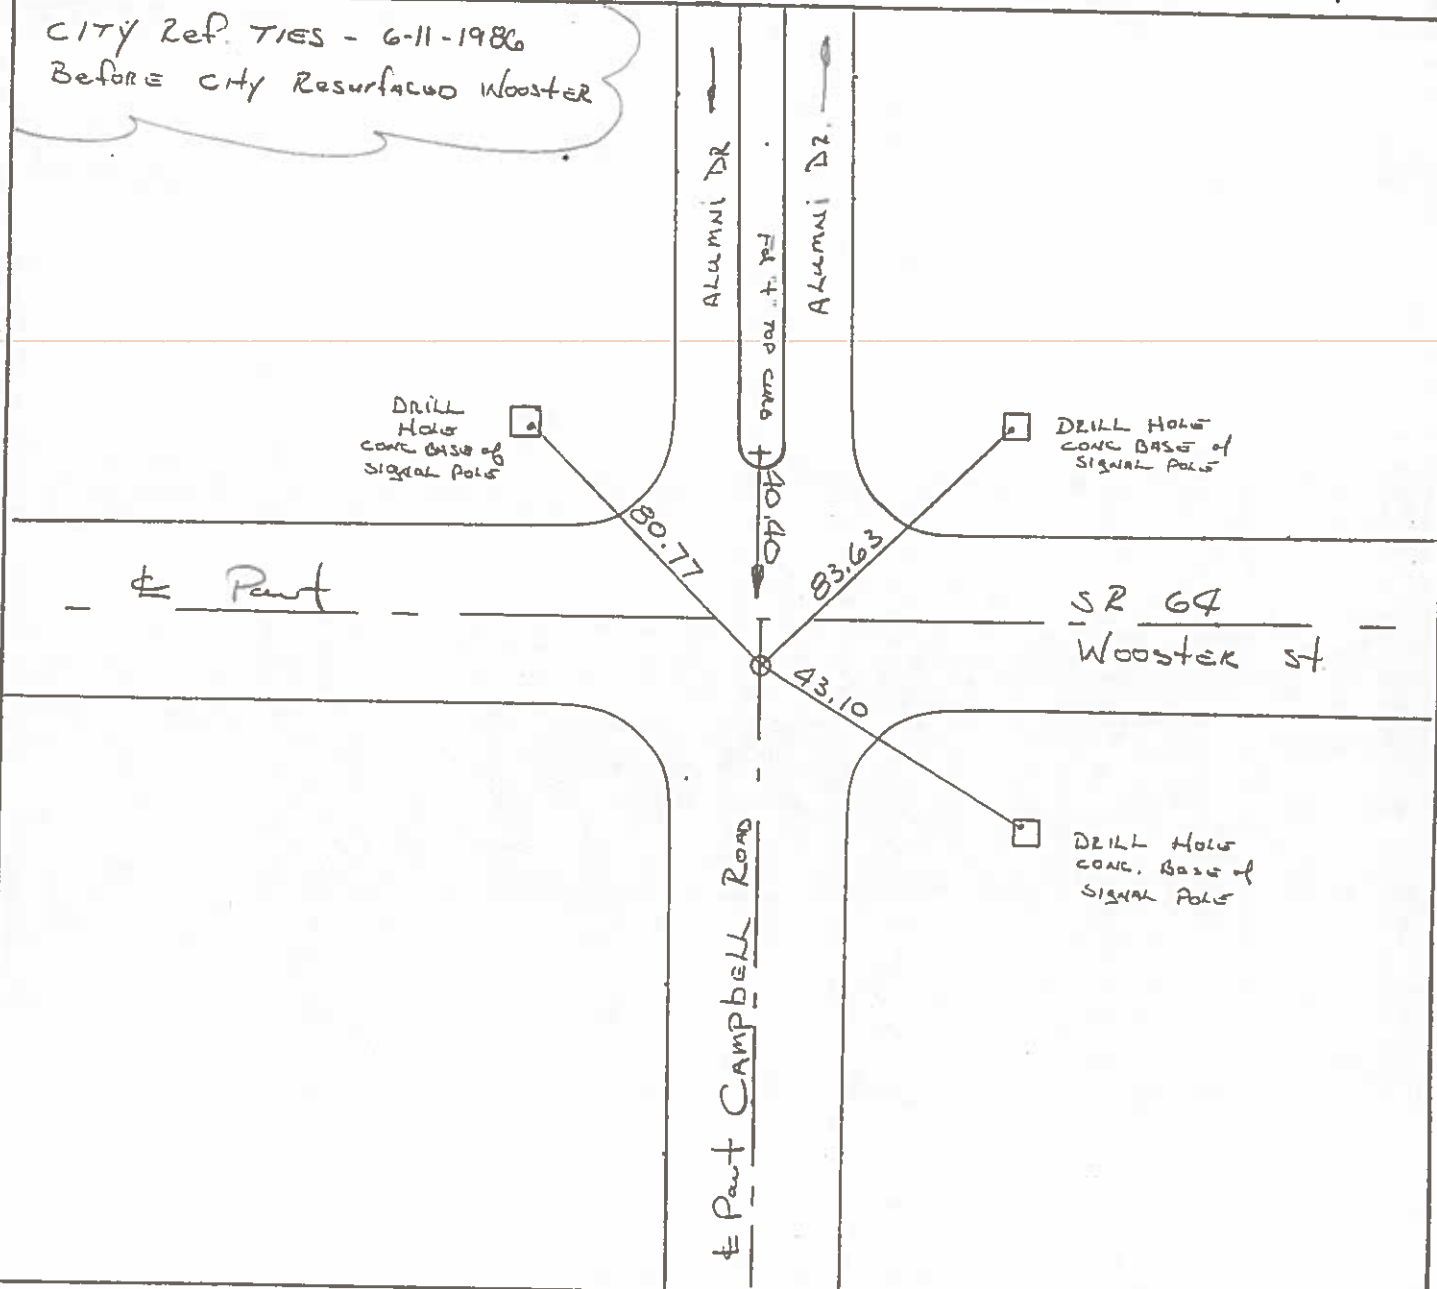 CITY Ref. TIES - 6-11-1986
BeforE CITY Resurfaced WoostER
ALUMNI DR
ALUMNI DR.
Fd "+" TOP CURB
DRILL
HOLE
CONC BASE of
SIGNAL POLE
DRILL HOLE
CONC BASE of
SIGNAL POLE
80.77
40.40
83.63
℄ Pavt
SR 64
WoostER st
43.10
DRILL HOLE
CONC. BASE of
SIGNAL POLE
℄ Pavt CAMPbELL ROAD